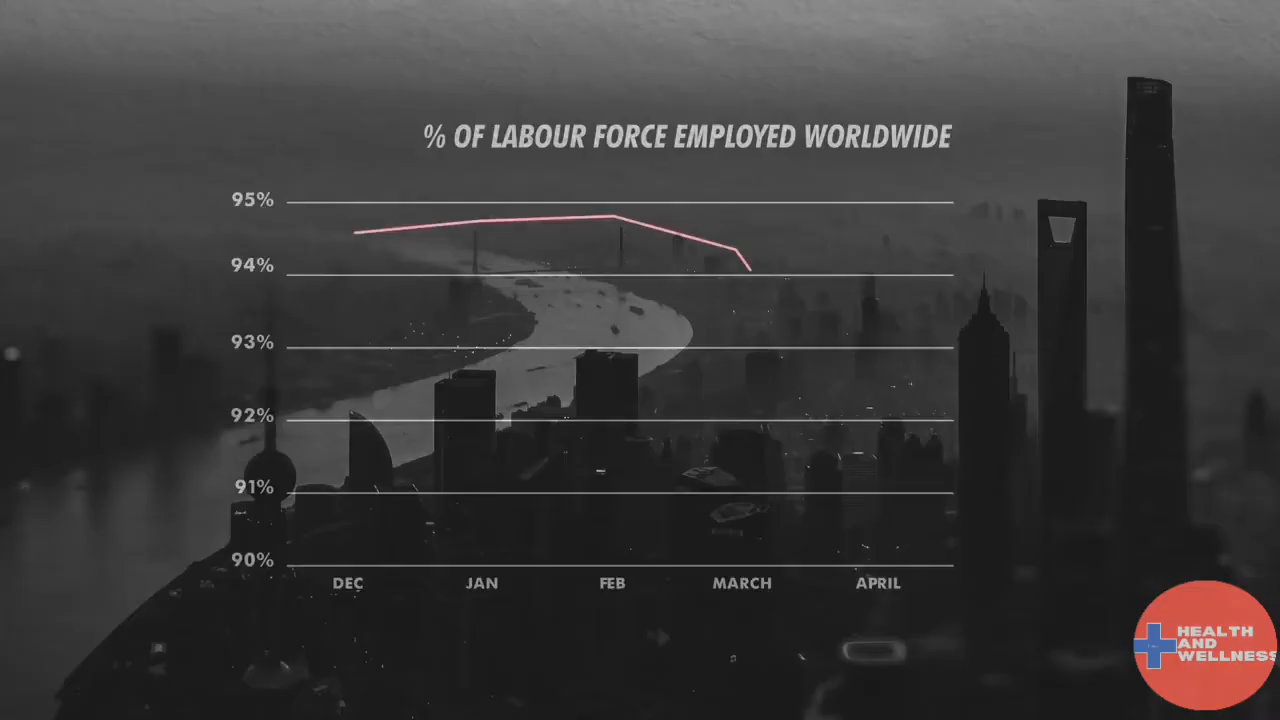 % OF LABOUR FORCE EMPLOYED WORLDWIDE
95%
94%
93%
92%
91%
90%
DEC JAN FEB MARCH APRIL
HEALTH
AND
WELLNESS